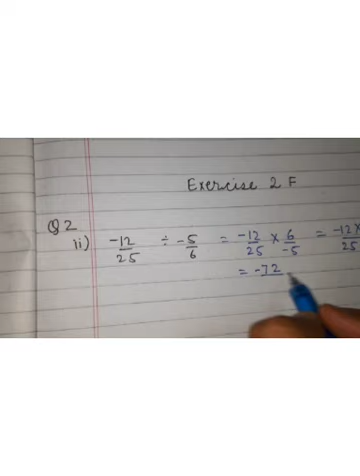 Exercise 2 F
Q2
ii) -12/25 ÷ -5/6 = -12/25 × 6/-5 = -12×/25
= -72